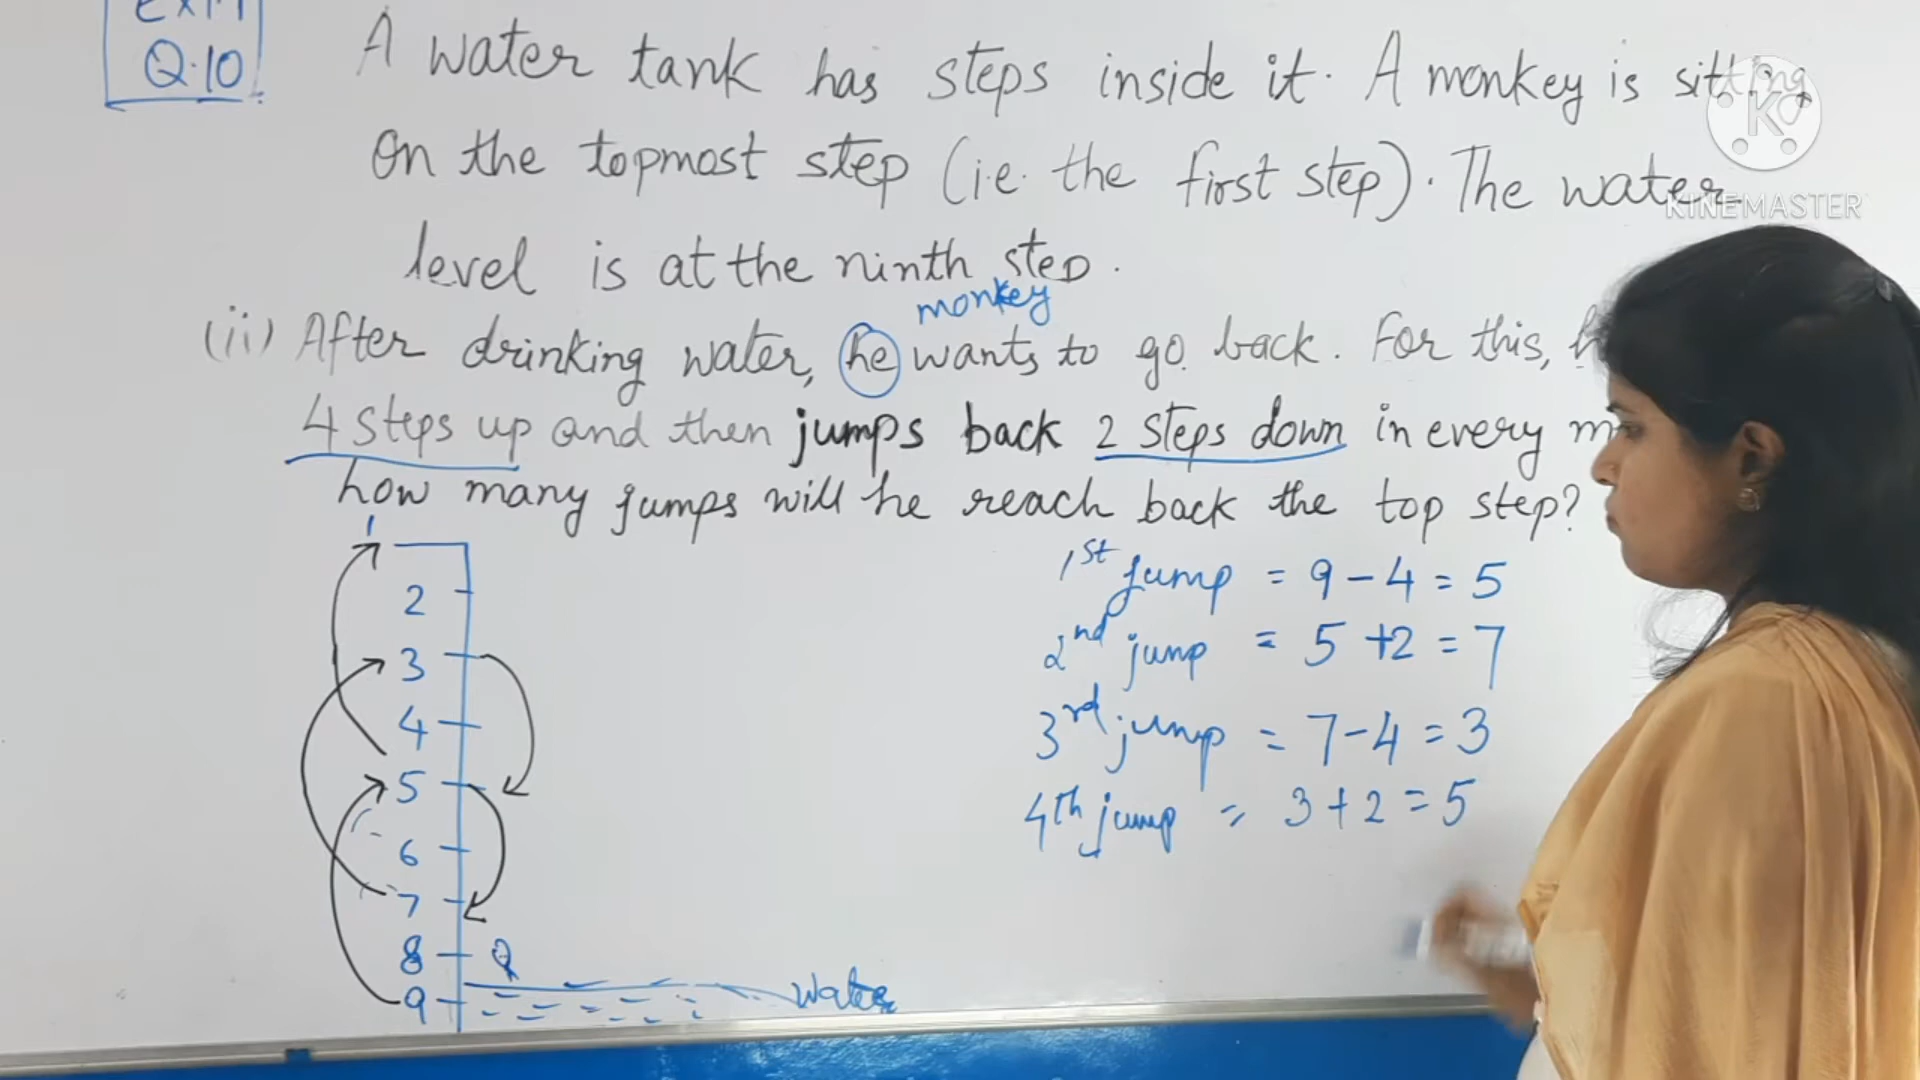 Q.10
A water tank has steps inside it. A monkey is sitting
on the topmost step (i.e. the first step). The water
level is at the ninth step.
monkey
(ii) After drinking water, he wants to go back. For this,
4 steps up and then jumps back 2 steps down in every
how many jumps will he reach back the top step?
1
2
3
4
5
6
7
8
9
water
1st jump = 9 - 4 = 5
2nd jump = 5 + 2 = 7
3rd jump = 7 - 4 = 3
4th jump = 3 + 2 = 5
K
KINEMASTER